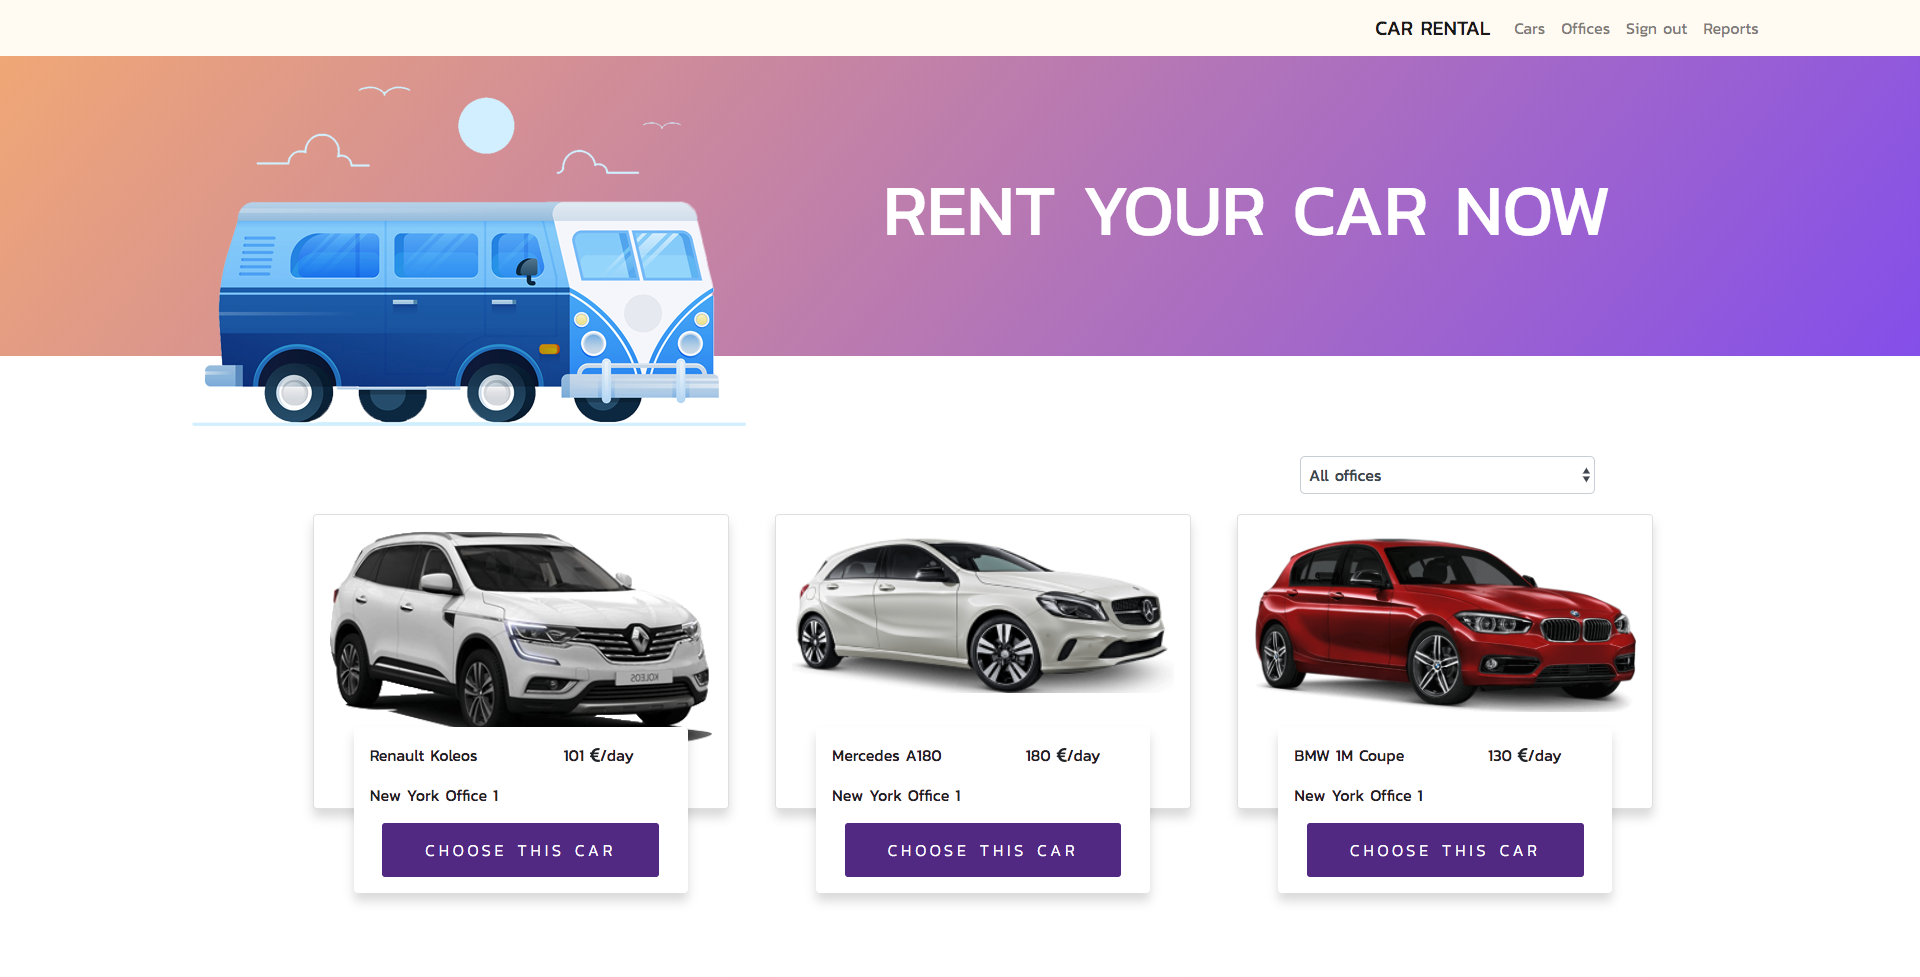 CAR RENTAL Cars Offices Sign out Reports
RENT YOUR CAR NOW
All offices
KOLEOS
Renault Koleos 101 €/day
New York Office 1
CHOOSE THIS CAR
Mercedes A180 180 €/day
New York Office 1
CHOOSE THIS CAR
BMW 1M Coupe 130 €/day
New York Office 1
CHOOSE THIS CAR